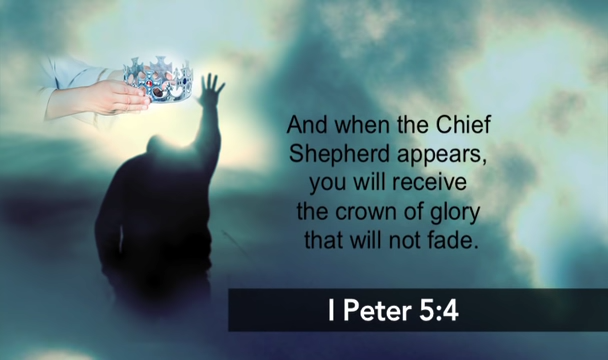 And when the Chief
Shepherd appears,
you will receive
the crown of glory
that will not fade.
I Peter 5:4